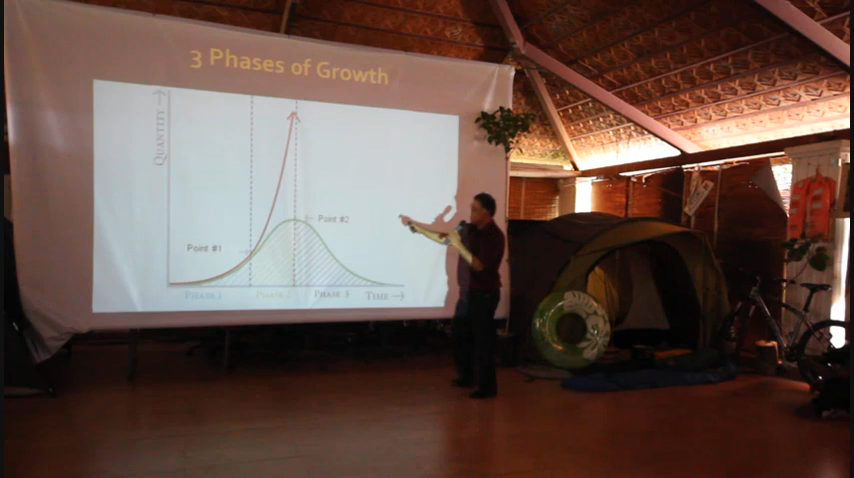 3 Phases of Growth
QUANTITY
Point #2
Point #1
PHASE 1 PHASE 2 PHASE 3 TIME